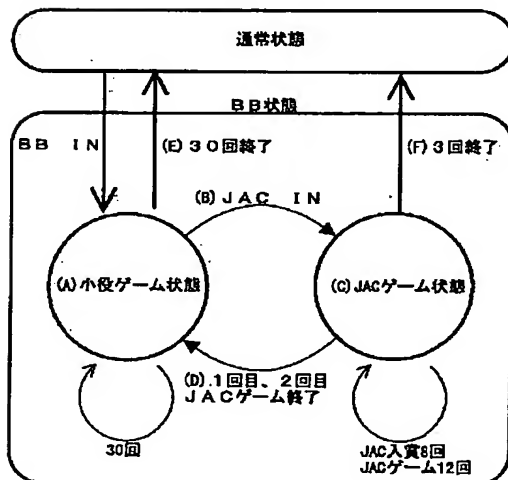 通常状態
BB状態
BB IN
(E)30回終了
(F)3回終了
(B)JAC IN
(A)小役ゲーム状態
(C)JACゲーム状態
(D).1回目、2回目
JACゲーム終了
30回
JAC入賞8回
JACゲーム12回